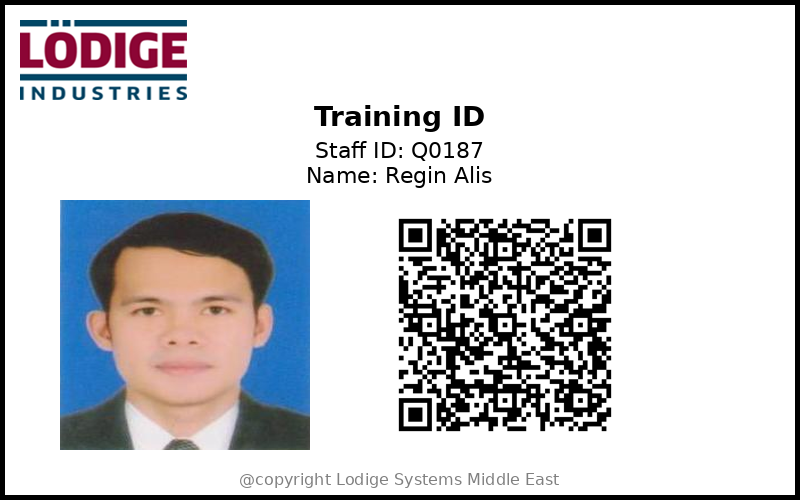 LÖDIGE
INDUSTRIES
Training ID
Staff ID: Q0187
Name: Regin Alis
@copyright Lodige Systems Middle East